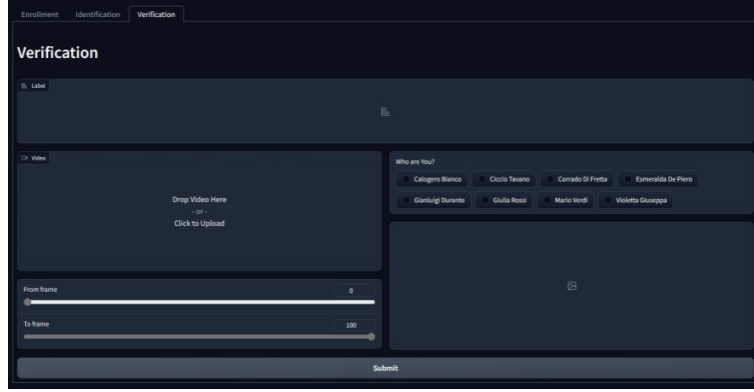 Enrollment Identification Verification
Verification
Label
Video
Drop Video Here
- or -
Click to Upload
Who are You?
Calogero Bianco Ciccio Tavano Corrado Di Fretta Esmeralda De Piero
Gianluigi Durante Giulia Rossi Mario Verdi Violetta Giuseppa
From frame 0
To frame 100
Submit